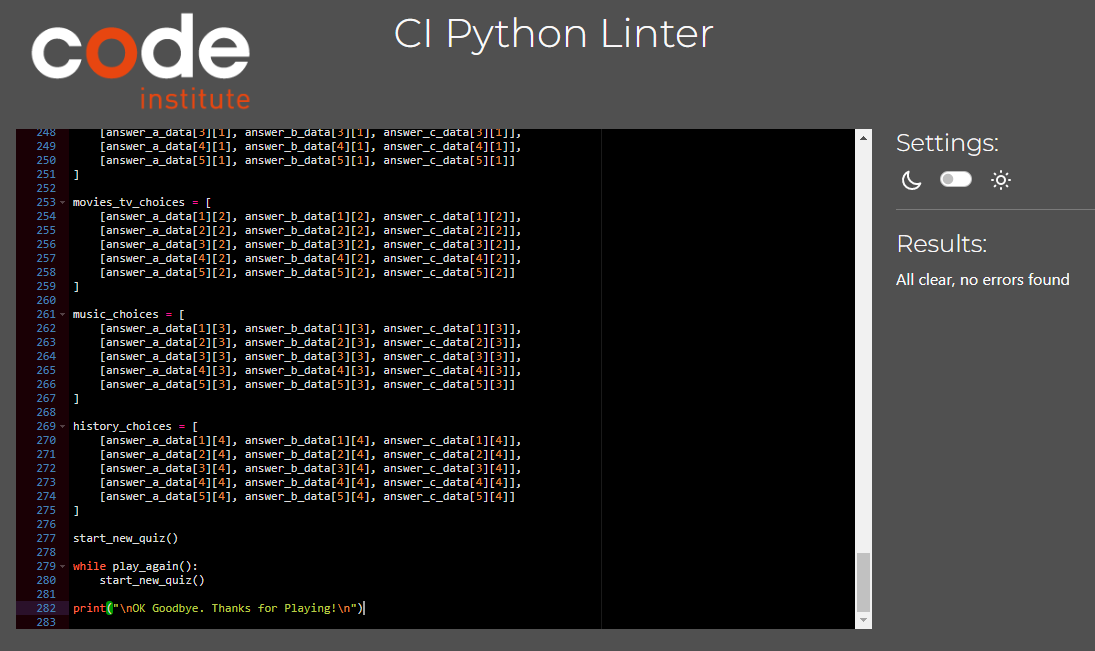 code
institute
CI Python Linter
248 [answer_a_data[3][1], answer_b_data[3][1], answer_c_data[3][1]],
249 [answer_a_data[4][1], answer_b_data[4][1], answer_c_data[4][1]],
250 [answer_a_data[5][1], answer_b_data[5][1], answer_c_data[5][1]]
251 ]
252
253 movies_tv_choices = [
254 [answer_a_data[1][2], answer_b_data[1][2], answer_c_data[1][2]],
255 [answer_a_data[2][2], answer_b_data[2][2], answer_c_data[2][2]],
256 [answer_a_data[3][2], answer_b_data[3][2], answer_c_data[3][2]],
257 [answer_a_data[4][2], answer_b_data[4][2], answer_c_data[4][2]],
258 [answer_a_data[5][2], answer_b_data[5][2], answer_c_data[5][2]]
259 ]
260
261 music_choices = [
262 [answer_a_data[1][3], answer_b_data[1][3], answer_c_data[1][3]],
263 [answer_a_data[2][3], answer_b_data[2][3], answer_c_data[2][3]],
264 [answer_a_data[3][3], answer_b_data[3][3], answer_c_data[3][3]],
265 [answer_a_data[4][3], answer_b_data[4][3], answer_c_data[4][3]],
266 [answer_a_data[5][3], answer_b_data[5][3], answer_c_data[5][3]]
267 ]
268
269 history_choices = [
270 [answer_a_data[1][4], answer_b_data[1][4], answer_c_data[1][4]],
271 [answer_a_data[2][4], answer_b_data[2][4], answer_c_data[2][4]],
272 [answer_a_data[3][4], answer_b_data[3][4], answer_c_data[3][4]],
273 [answer_a_data[4][4], answer_b_data[4][4], answer_c_data[4][4]],
274 [answer_a_data[5][4], answer_b_data[5][4], answer_c_data[5][4]]
275 ]
276
277 start_new_quiz()
278
279 while play_again():
280 start_new_quiz()
281
282 print("\nOK Goodbye. Thanks for Playing!\n")
283
Settings:
Results:
All clear, no errors found